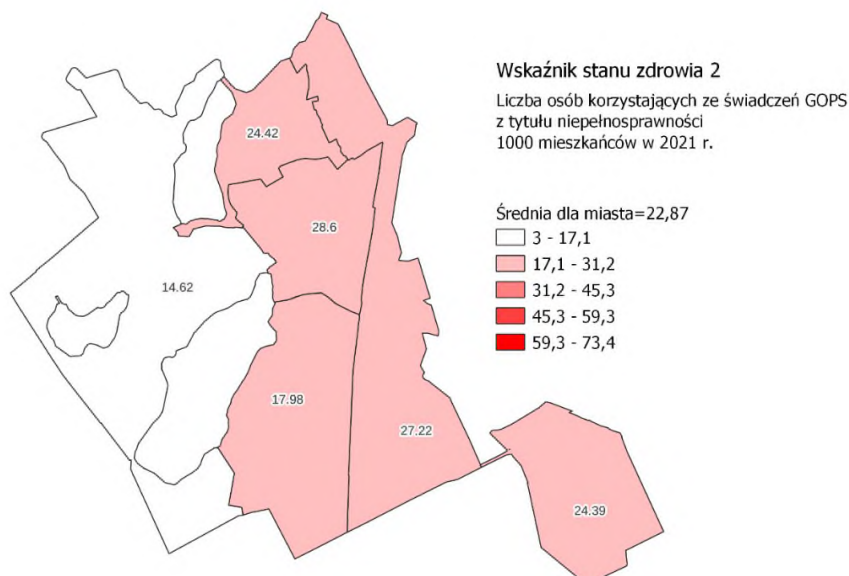 Wskaźnik stanu zdrowia 2
Liczba osób korzystających ze świadczeń GOPS
z tytułu niepełnosprawności
1000 mieszkańców w 2021 r.
Średnia dla miasta=22,87
3 - 17,1
17,1 - 31,2
31,2 - 45,3
45,3 - 59,3
59,3 - 73,4
24.42
28.6
14.62
17.98
27.22
24.39